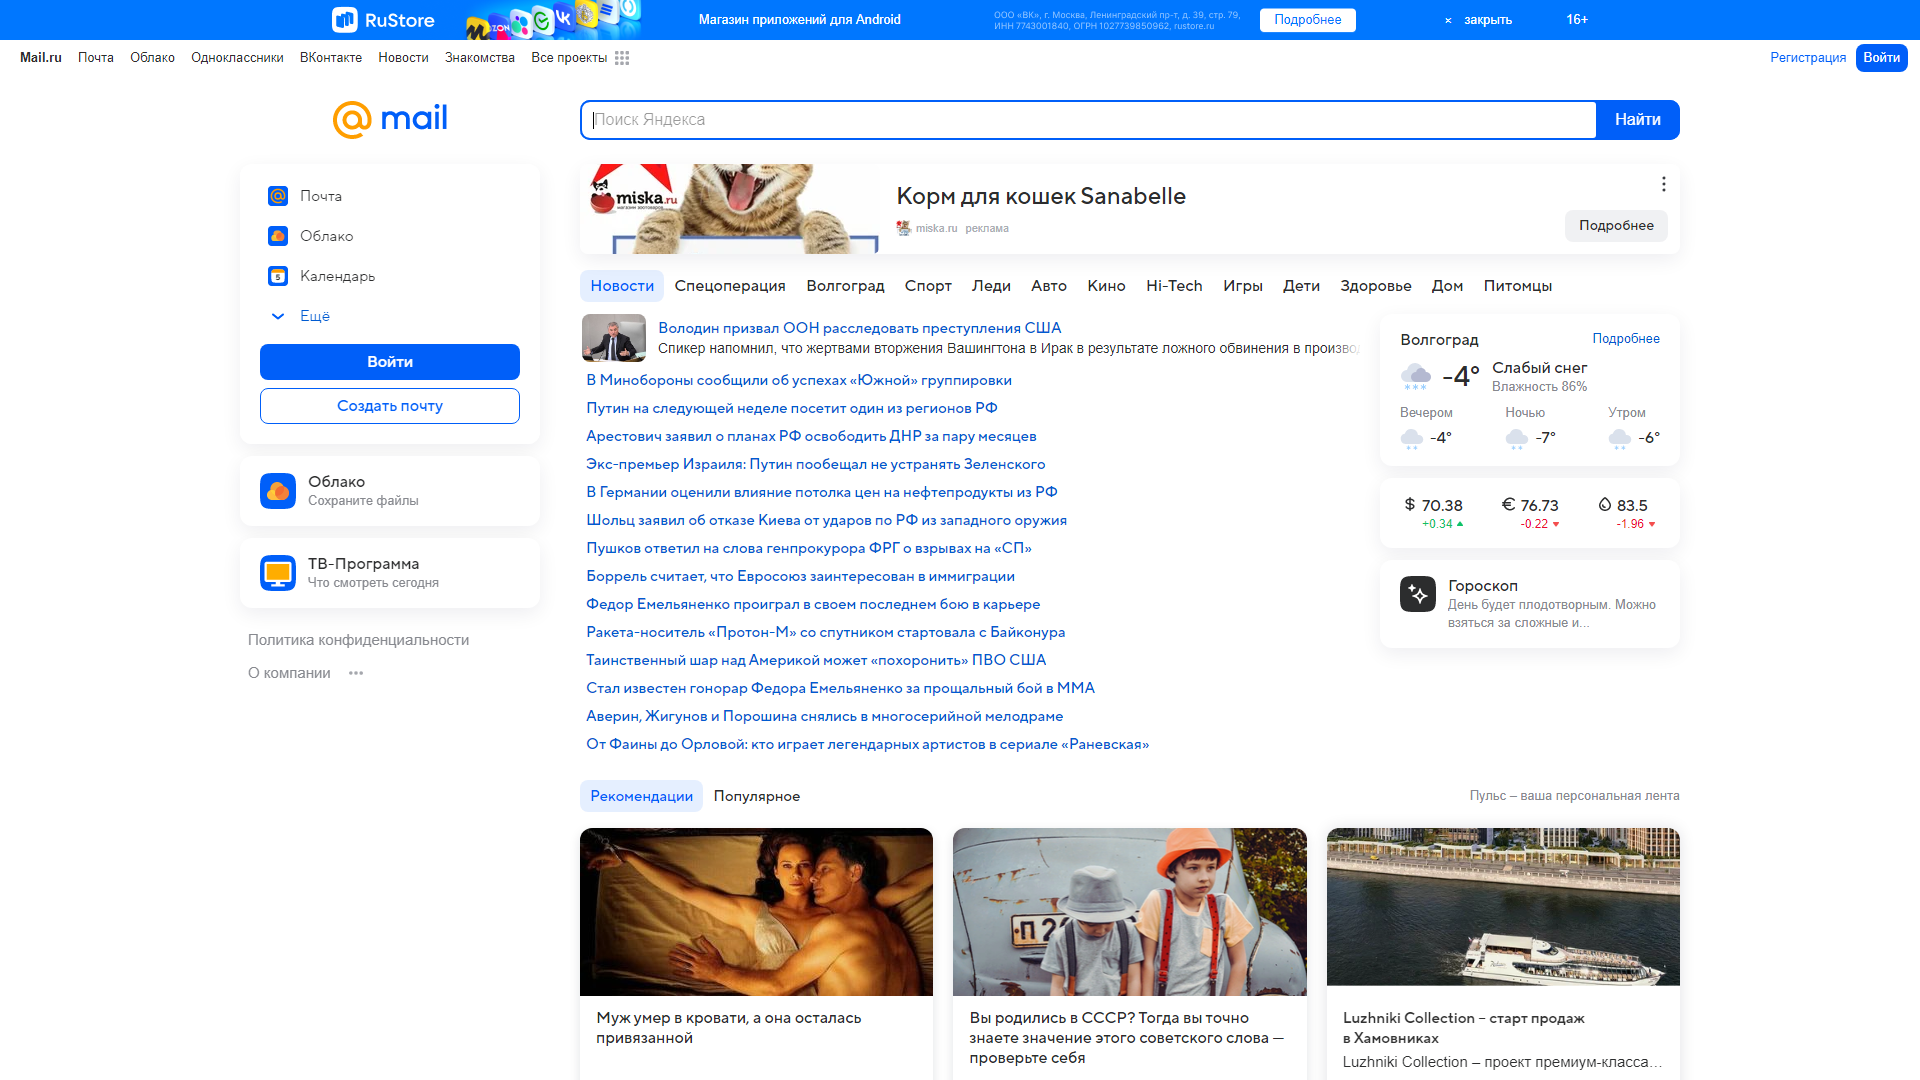 RuStore
Магазин приложений для Android
ООО «ВК», г. Москва, Ленинградский пр-т, д. 39, стр. 79,
ИНН 7743001840, ОГРН 1027739850962, rustore.ru
Подробнее
× закрыть
16+
Mail.ru Почта Облако Одноклассники ВКонтакте Новости Знакомства Все проекты
Регистрация Войти
@ mail
Поиск Яндекса
Найти
Почта
Облако
5 Календарь
Ещё
Войти
Создать почту
Облако
Сохраните файлы
ТВ-Программа
Что смотреть сегодня
Политика конфиденциальности
О компании
miska.ru
Корм для кошек Sanabelle
miska.ru реклама
Подробнее
Новости Спецоперация Волгоград Спорт Леди Авто Кино Hi-Tech Игры Дети Здоровье Дом Питомцы
Володин призвал ООН расследовать преступления США
Спикер напомнил, что жертвами вторжения Вашингтона в Ирак в результате ложного обвинения в производ
В Минобороны сообщили об успехах «Южной» группировки
Путин на следующей неделе посетит один из регионов РФ
Арестович заявил о планах РФ освободить ДНР за пару месяцев
Экс-премьер Израиля: Путин пообещал не устранять Зеленского
В Германии оценили влияние потолка цен на нефтепродукты из РФ
Шольц заявил об отказе Киева от ударов по РФ из западного оружия
Пушков ответил на слова генпрокурора ФРГ о взрывах на «СП»
Боррель считает, что Евросоюз заинтересован в иммиграции
Федор Емельяненко проиграл в своем последнем бою в карьере
Ракета-носитель «Протон-М» со спутником стартовала с Байконура
Таинственный шар над Америкой может «похоронить» ПВО США
Стал известен гонорар Федора Емельяненко за прощальный бой в ММА
Аверин, Жигунов и Порошина снялись в многосерийной мелодраме
От Фаины до Орловой: кто играет легендарных артистов в сериале «Раневская»
Волгоград Подробнее
-4° Слабый снег
Влажность 86%
Вечером Ночью Утром
-4° -7° -6°
$ 70.38 € 76.73 83.5
+0.34 -0.22 -1.96
Гороскоп
День будет плодотворным. Можно
взяться за сложные и...
Рекомендации Популярное
Пульс – ваша персональная лента
Муж умер в кровати, а она осталась
привязанной
П 2
Вы родились в СССР? Тогда вы точно
знаете значение этого советского слова —
проверьте себя
Luzhniki Collection – старт продаж
в Хамовниках
Luzhniki Collection – проект премиум-класса…